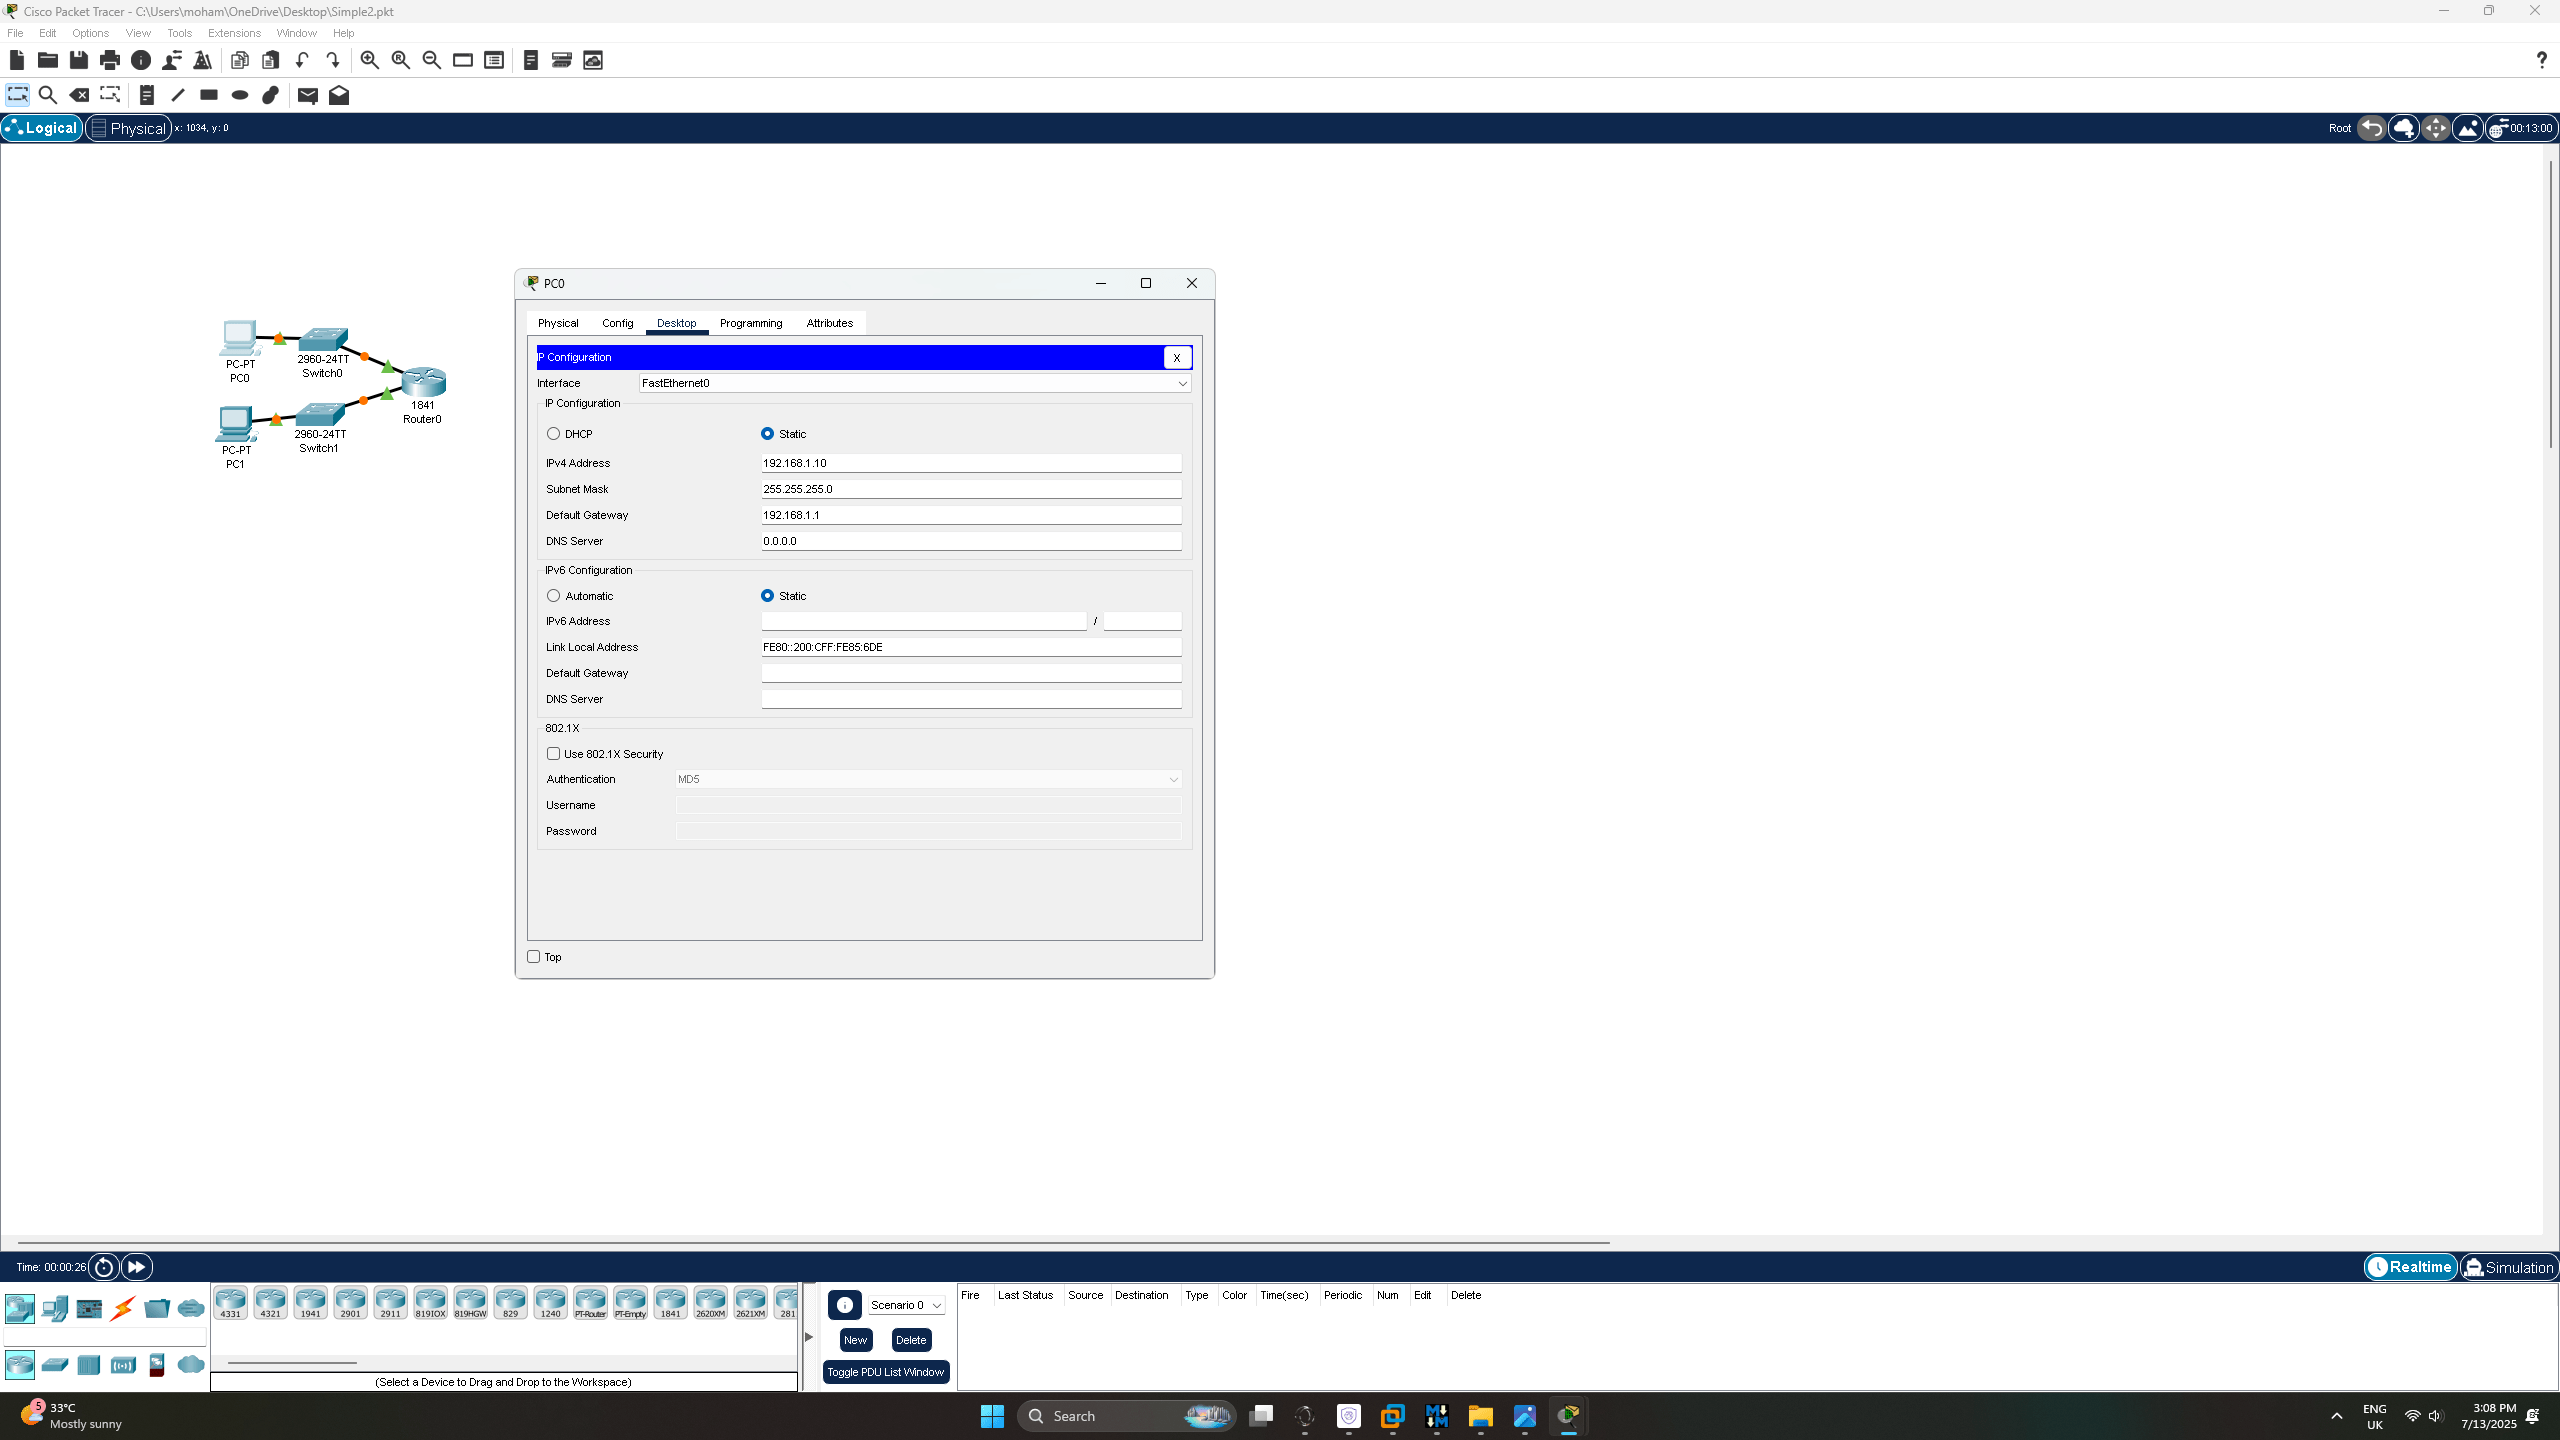 Cisco Packet Tracer - C:\Users\moham\OneDrive\Desktop\Simple2.pkt
File Edit Options View Tools Extensions Window Help
Logical Physical x: 1034, y: 0 Root 00:13:00
PC0
Physical Config Desktop Programming Attributes
IP Configuration X
Interface FastEthernet0
IP Configuration
DHCP Static
IPv4 Address 192.168.1.10
Subnet Mask 255.255.255.0
Default Gateway 192.168.1.1
DNS Server 0.0.0.0
IPv6 Configuration
Automatic Static
IPv6 Address /
Link Local Address FE80::200:CFF:FE85:6DE
Default Gateway
DNS Server
802.1X
Use 802.1X Security
Authentication MD5
Username
Password
Top
PC-PT
PC0
2960-24TT
Switch0
1841
Router0
2960-24TT
Switch1
PC-PT
PC1
Time: 00:00:26 Realtime Simulation
4331 4321 1941 2901 2911 819IOX 819HGW 829 1240 PT-Router PT-Empty 1841 2620XM 2621XM 281
(Select a Device to Drag and Drop to the Workspace)
Scenario 0
New Delete
Toggle PDU List Window
Fire Last Status Source Destination Type Color Time(sec) Periodic Num Edit Delete
5
33°C
Mostly sunny
Search
ENG
UK
3:08 PM
7/13/2025